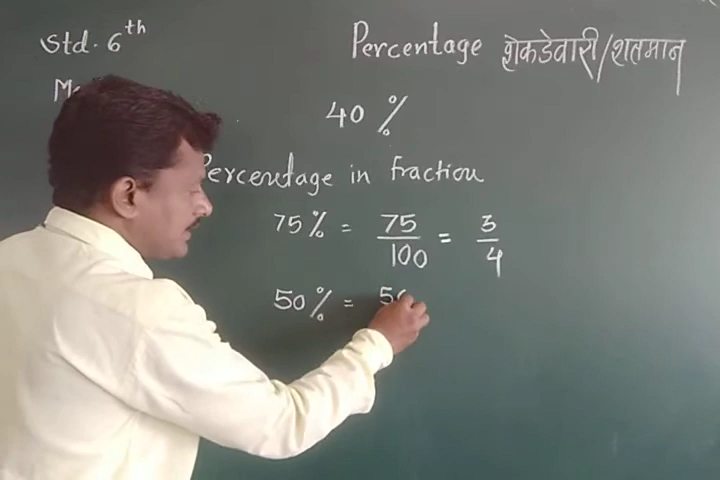 Std. 6th
Percentage शेकडेवारी/शतमान
40 %
Percentage in fraction
75% = 75/100 = 3/4
50% =